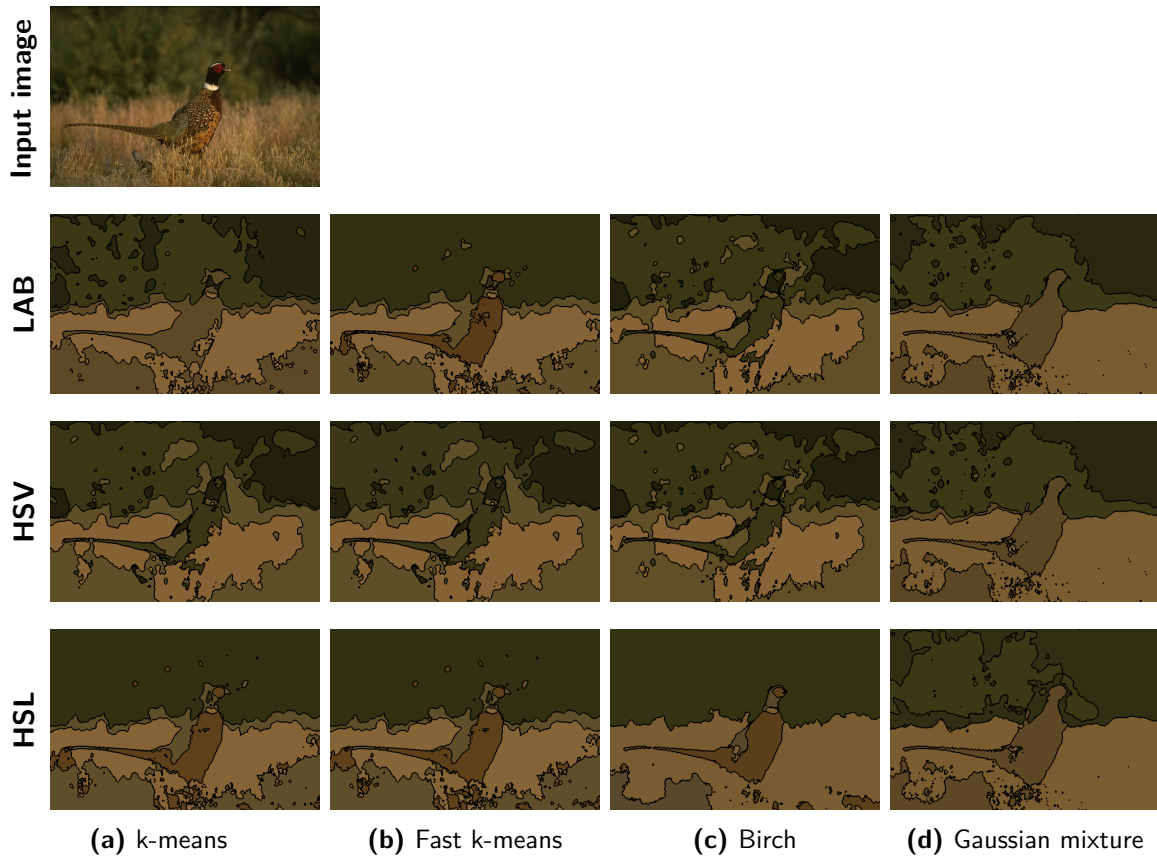 Input image
LAB
HSV
HSL
(a) k-means
(b) Fast k-means
(c) Birch
(d) Gaussian mixture